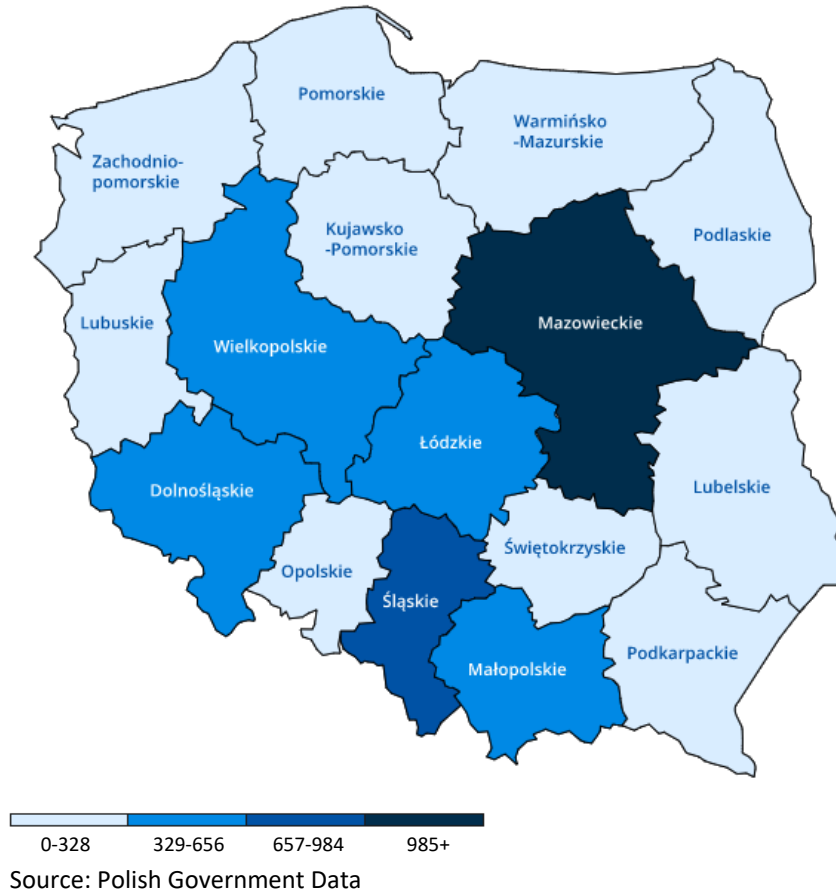 Pomorskie
Warmińsko
-Mazurskie
Zachodnio-
pomorskie
Kujawsko
-Pomorskie
Podlaskie
Lubuskie
Mazowieckie
Wielkopolskie
Łódzkie
Dolnośląskie
Lubelskie
Świętokrzyskie
Opolskie
Śląskie
Podkarpackie
Małopolskie
0-328
329-656
657-984
985+
Source: Polish Government Data